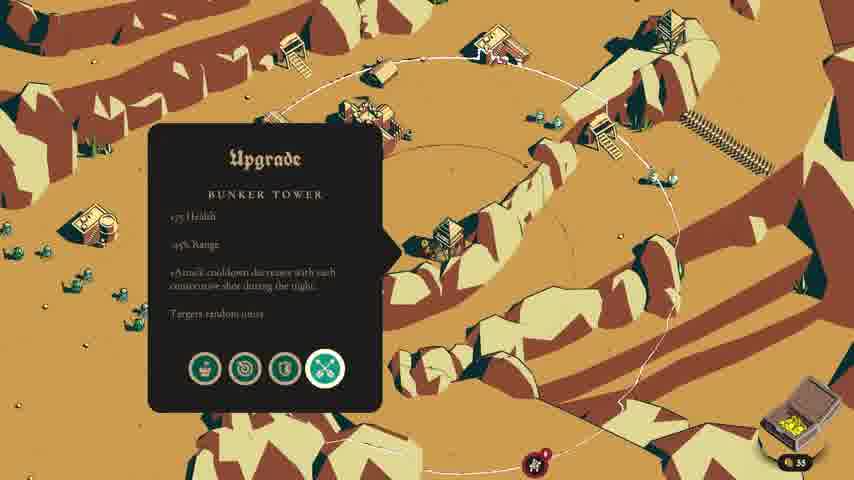 Upgrade
BUNKER TOWER
+75 Health
-45% Range
+Attack cooldown decreases with each
consecutive shot during the night.
Targets random units
35